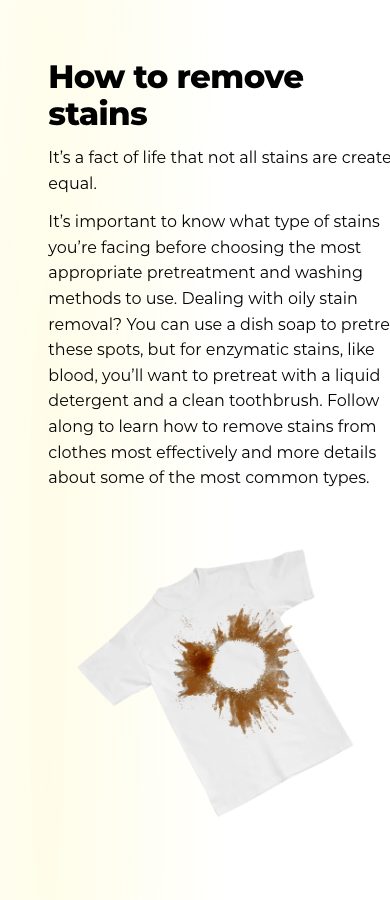 How to remove
stains
It's a fact of life that not all stains are create
equal.
It's important to know what type of stains
you're facing before choosing the most
appropriate pretreatment and washing
methods to use. Dealing with oily stain
removal? You can use a dish soap to pretre
these spots, but for enzymatic stains, like
blood, you'll want to pretreat with a liquid
detergent and a clean toothbrush. Follow
along to learn how to remove stains from
clothes most effectively and more details
about some of the most common types.